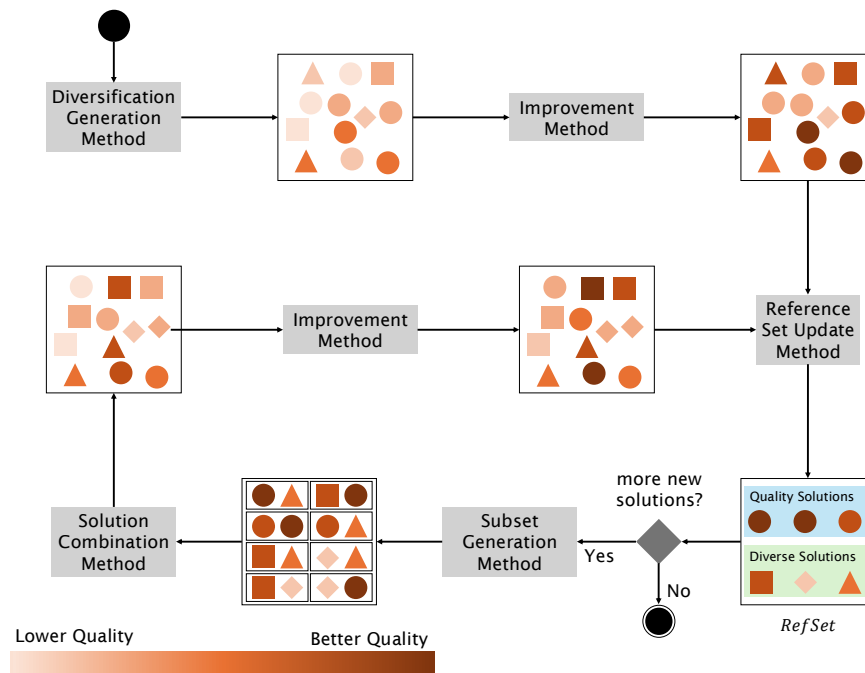 Diversification
Generation
Method
Improvement
Method
Improvement
Method
Reference
Set Update
Method
more new
solutions?
Quality Solutions
Solution
Combination
Method
Subset
Generation
Method
Yes
Diverse Solutions
No
RefSet
Lower Quality
Better Quality